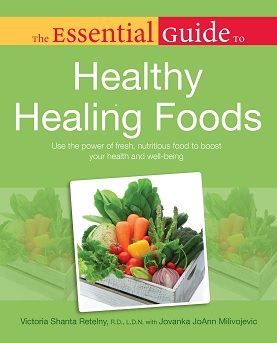 The Essential Guide to
Healthy
Healing Foods
Use the power of fresh, nutritious food to boost
your health and well-being
Victoria Shanta Retelny, R.D., L.D.N. with Jovanka JoAnn Milivojevic